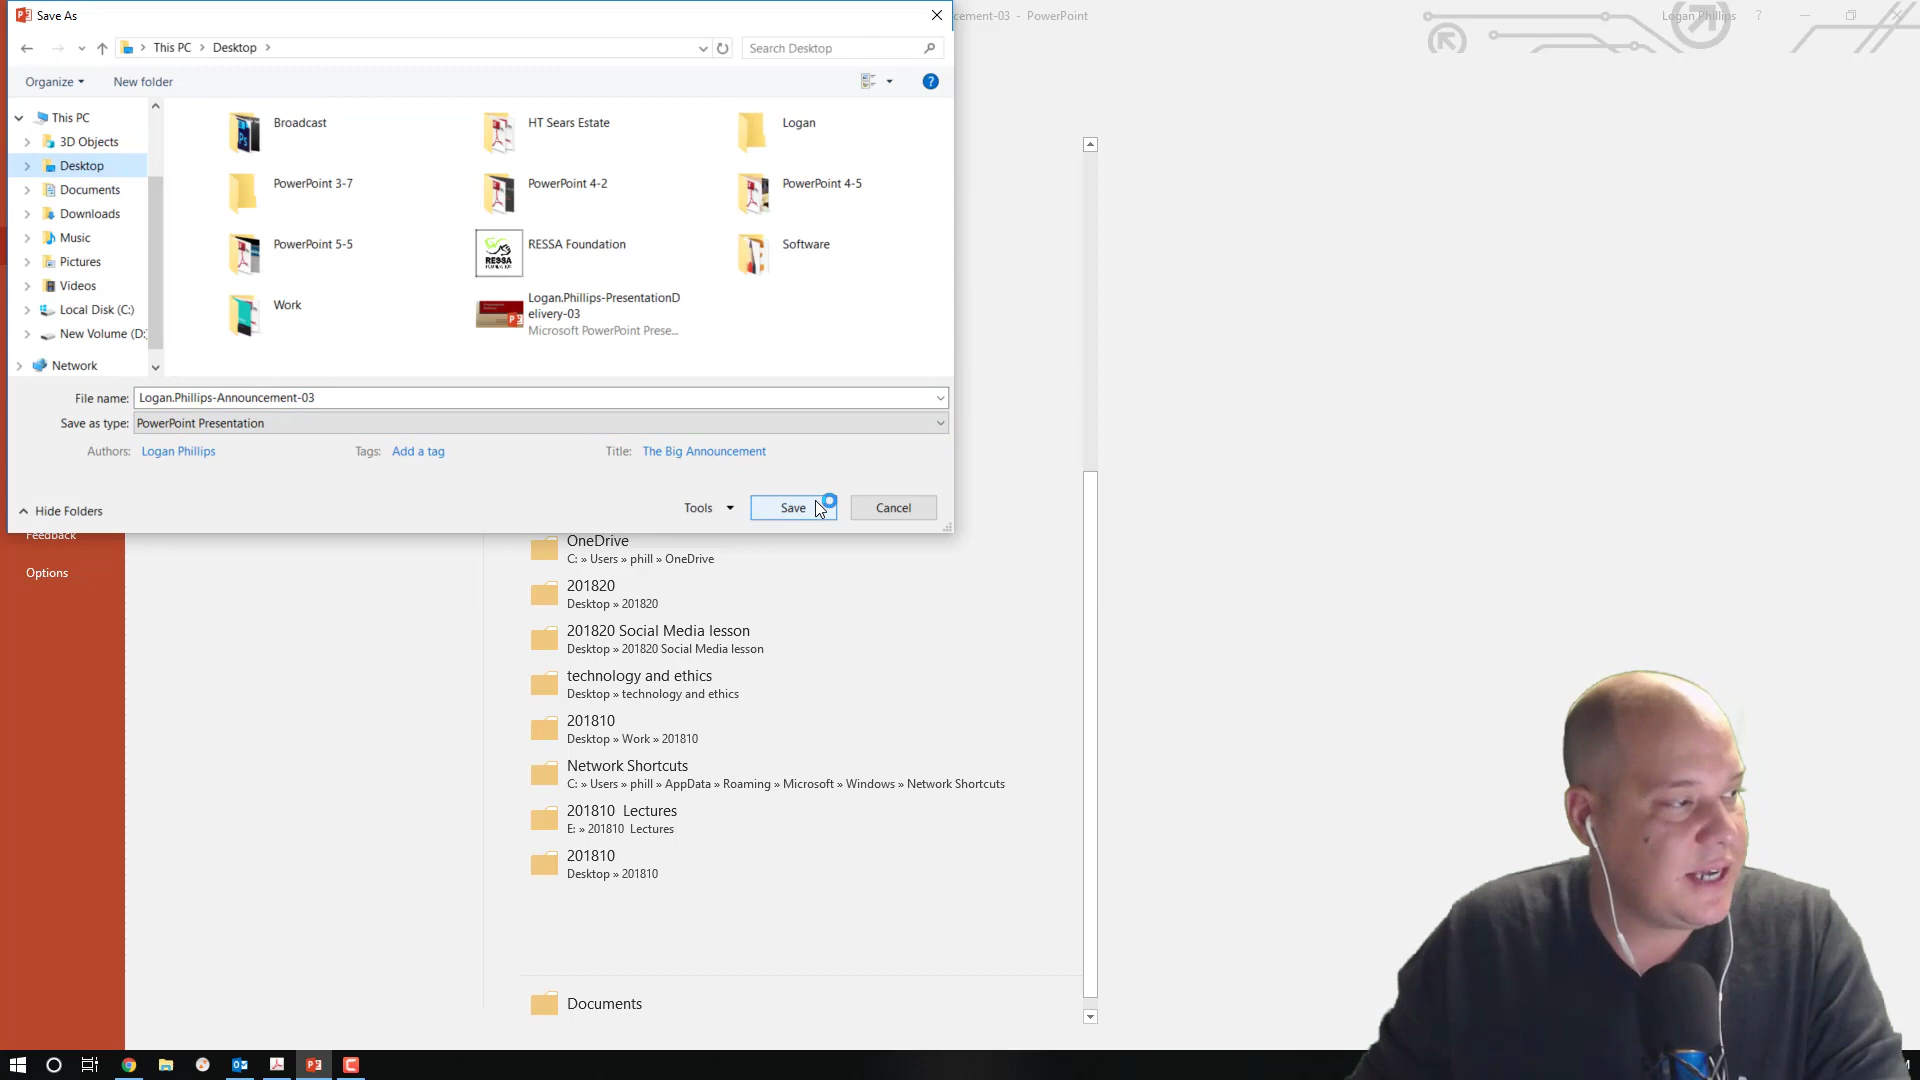 Save As
cement-03 - PowerPoint
Logan Phillips
?
This PC
Desktop
Search Desktop
Organize
New folder
?
This PC
3D Objects
Desktop
Documents
Downloads
Music
Pictures
Videos
Local Disk (C:)
New Volume (D:
Network
Broadcast
HT Sears Estate
Logan
PowerPoint 3-7
PowerPoint 4-2
PowerPoint 4-5
PowerPoint 5-5
RESSA
RESSA Foundation
Software
Work
Logan.Phillips-PresentationD
elivery-03
Microsoft PowerPoint Prese...
File name: Logan.Phillips-Announcement-03
Save as type: PowerPoint Presentation
Authors: Logan Phillips
Tags: Add a tag
Title: The Big Announcement
Hide Folders
Tools
Save
Cancel
Feedback
Options
OneDrive
C: » Users » phill » OneDrive
201820
Desktop » 201820
201820 Social Media lesson
Desktop » 201820 Social Media lesson
technology and ethics
Desktop » technology and ethics
201810
Desktop » Work » 201810
Network Shortcuts
C: » Users » phill » AppData » Roaming » Microsoft » Windows » Network Shortcuts
201810 Lectures
E: » 201810 Lectures
201810
Desktop » 201810
Documents